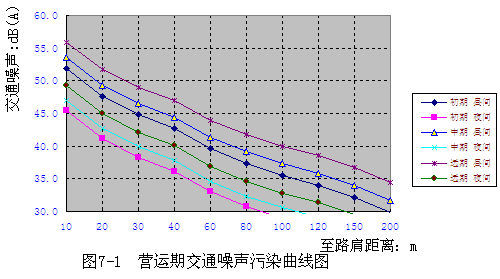 交通噪声:dB(A)
60.0
55.0
50.0
45.0
40.0
35.0
30.0
10 20 30 40 60 80 100 120 150 200
至路肩距离: m
初期 昼间
初期 夜间
中期 昼间
中期 夜间
远期 昼间
远期 夜间
图7-1 营运期交通噪声污染曲线图